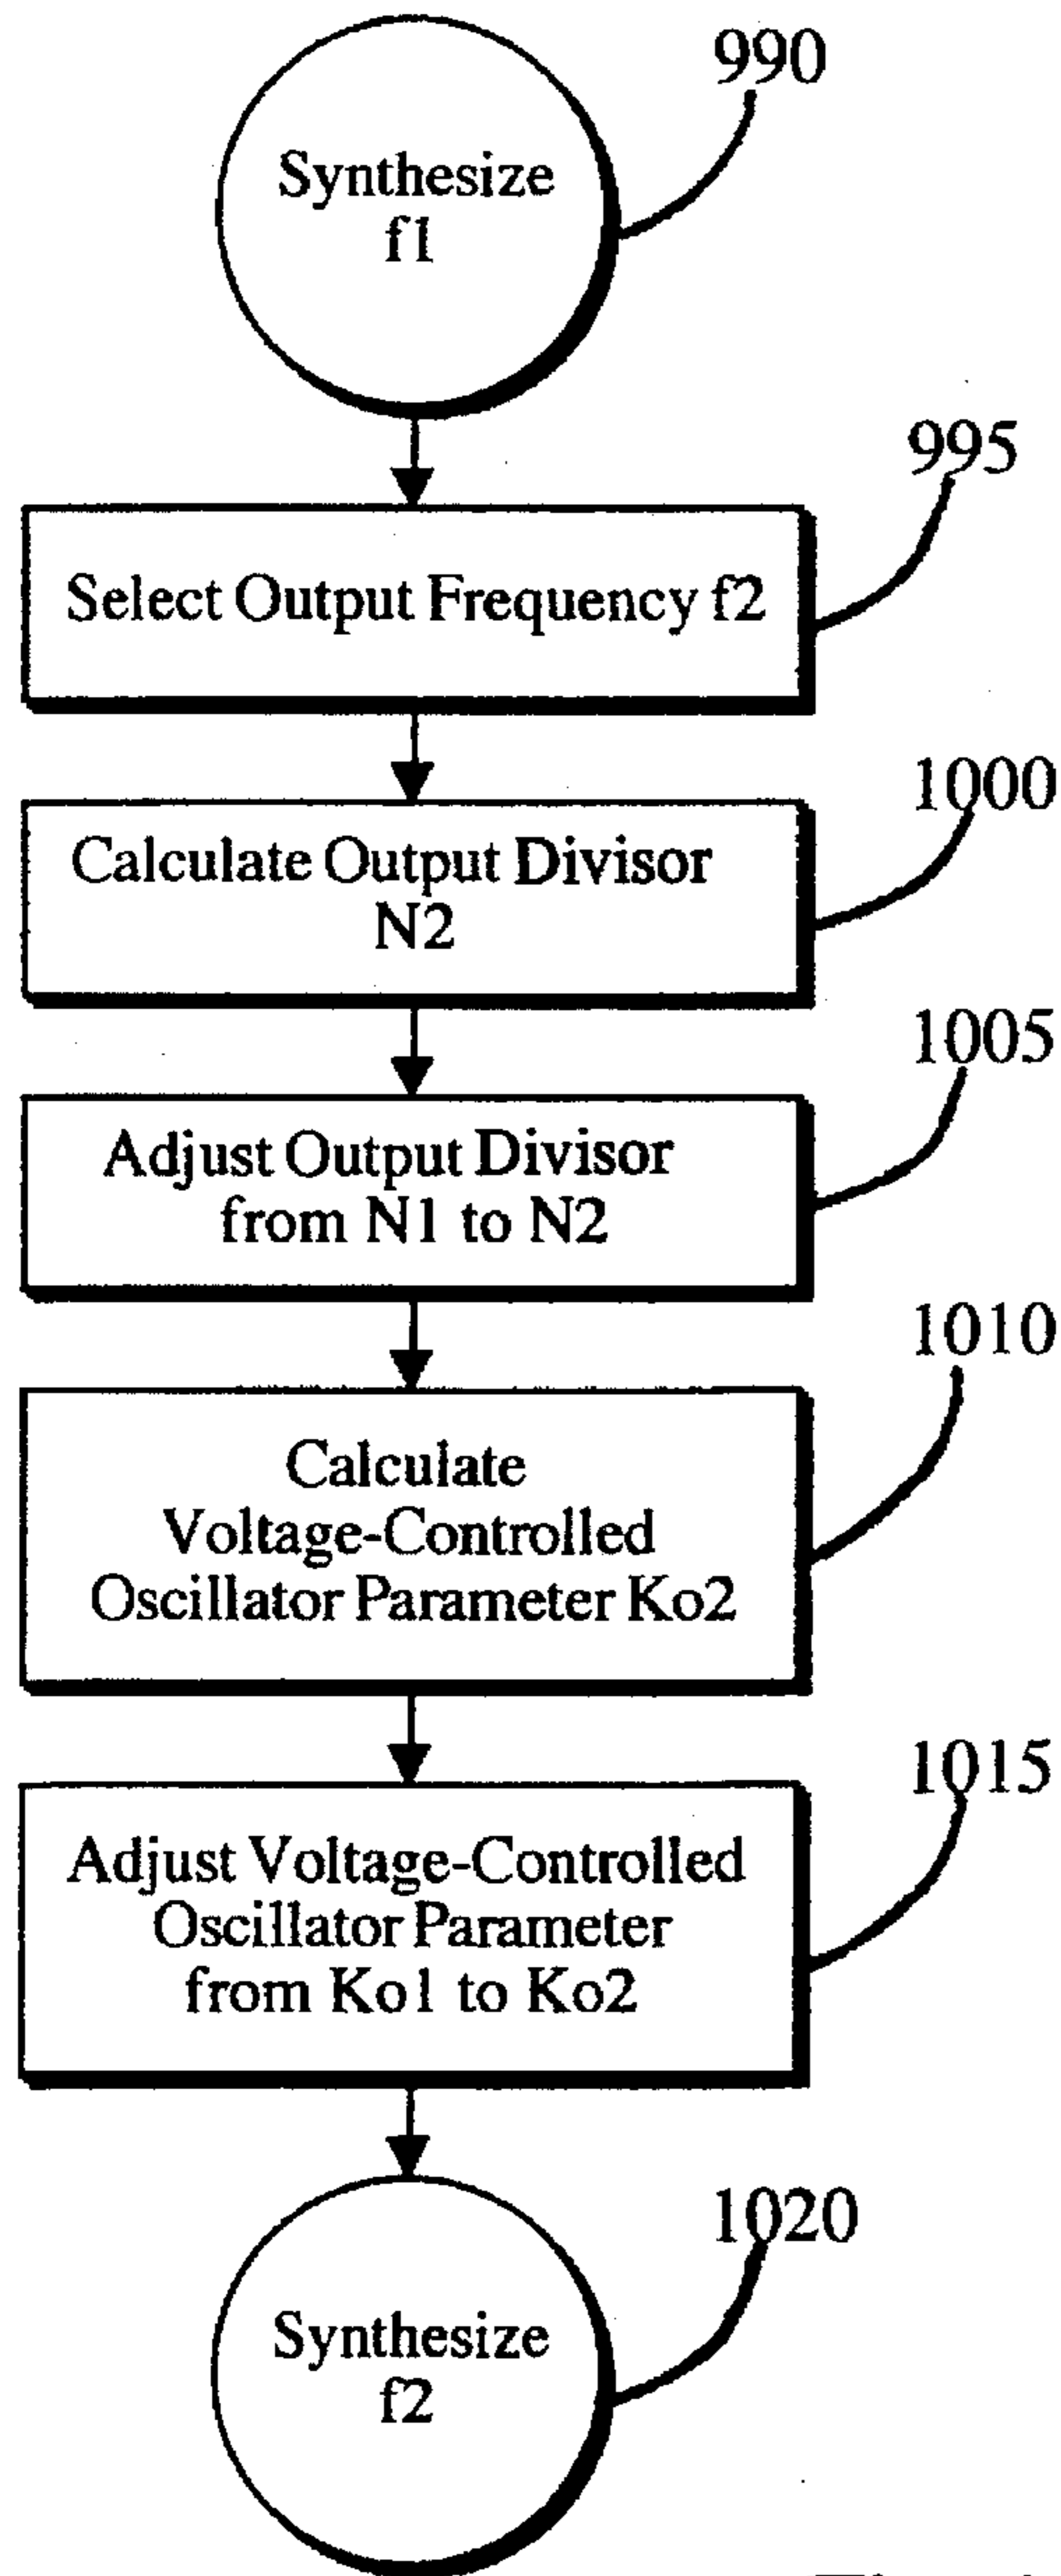 990
Synthesize
f1
995
Select Output Frequency f2
1000
Calculate Output Divisor
N2
1005
Adjust Output Divisor
from N1 to N2
1010
Calculate
Voltage-Controlled
Oscillator Parameter Ko2
1015
Adjust Voltage-Controlled
Oscillator Parameter
from Ko1 to Ko2
1020
Synthesize
f2